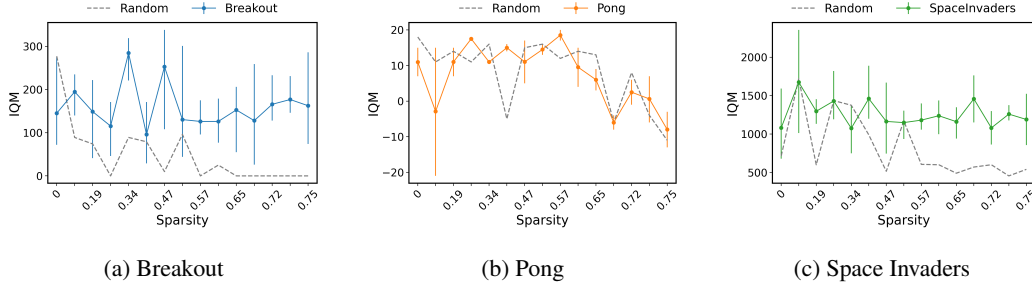 Random Breakout
IQM
300
200
100
0
0 0.19 0.34 0.47 0.57 0.65 0.72 0.75
Sparsity
(a) Breakout
Random Pong
IQM
20
10
0
−10
−20
0 0.19 0.34 0.47 0.57 0.65 0.72 0.75
Sparsity
(b) Pong
Random SpaceInvaders
IQM
2000
1500
1000
500
0 0.19 0.34 0.47 0.57 0.65 0.72 0.75
Sparsity
(c) Space Invaders